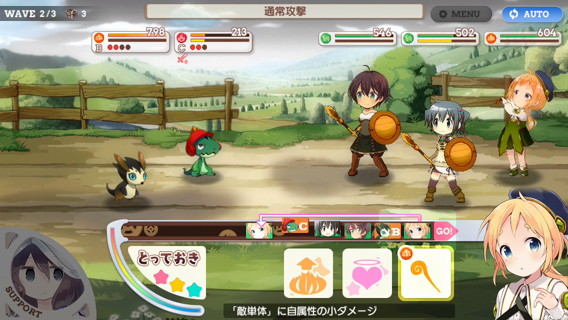 WAVE 2/3 3
通常攻撃
MENU
AUTO
798
B
213
C
546
502
604
C
B
GO!
とっておき
SUPPORT
「敵単体」に自属性の小ダメージ